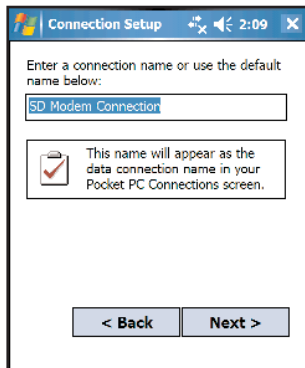 Connection Setup 2:09
Enter a connection name or use the default
name below:
SD Modem Connection
This name will appear as the
data connection name in your
Pocket PC Connections screen.
< Back Next >